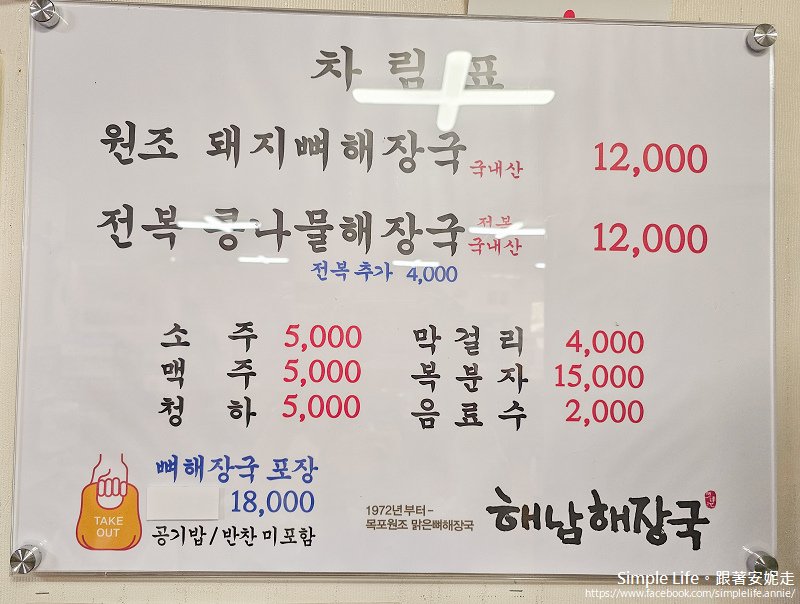 차림표
원조 돼지뼈해장국 국내산 12,000
전복 콩나물해장국 전복 국내산 12,000
전복 추가 4,000
소주 5,000 막걸리 4,000
맥주 5,000 복분자 15,000
청하 5,000 음료수 2,000
뼈해장국 포장
18,000
공기밥/반찬 미포함
TAKE
OUT
1972년부터-
목포원조 맑은뼈해장국
해남해장국
Simple Life。跟著安妮走
https://www.facebook.com/simplelife.annie/